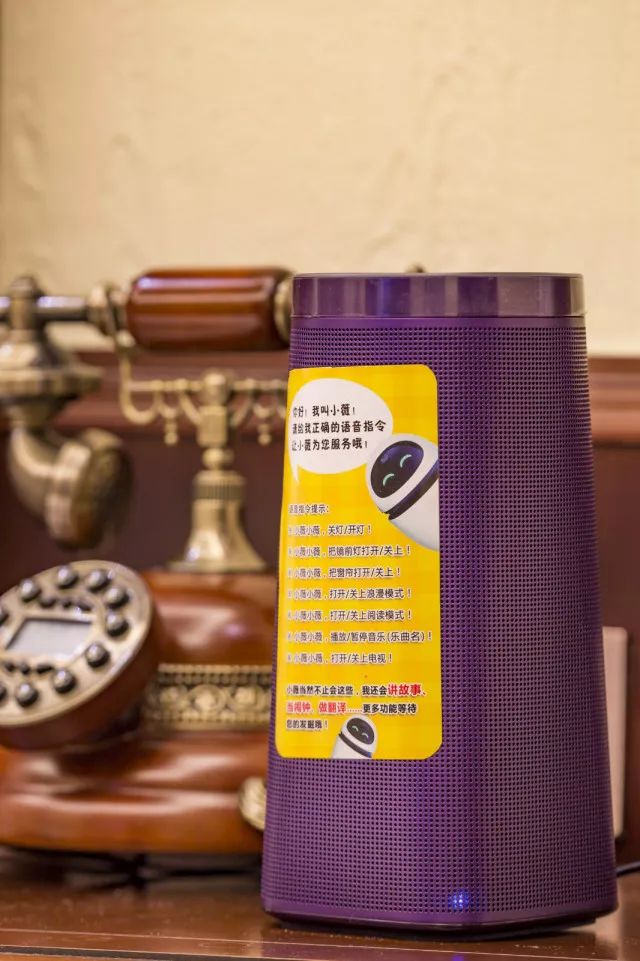 你好！我叫小薇！
请的我正确的语音指令
让小薇为您服务哦！
语音指令提示：
小薇小薇，关灯/开灯！
小薇小薇，把镜前灯打开/关上！
小薇小薇，把窗帘打开/关上！
小薇小薇，打开/关上浪漫模式！
小薇小薇，打开/关上阅读模式！
小薇小薇，播放/暂停音乐(乐曲名)！
小薇小薇，打开/关上电视！
小薇当然不止会这些，我还会讲故事、
当闹钟、做翻译……更多功能等待
您的发掘哦！